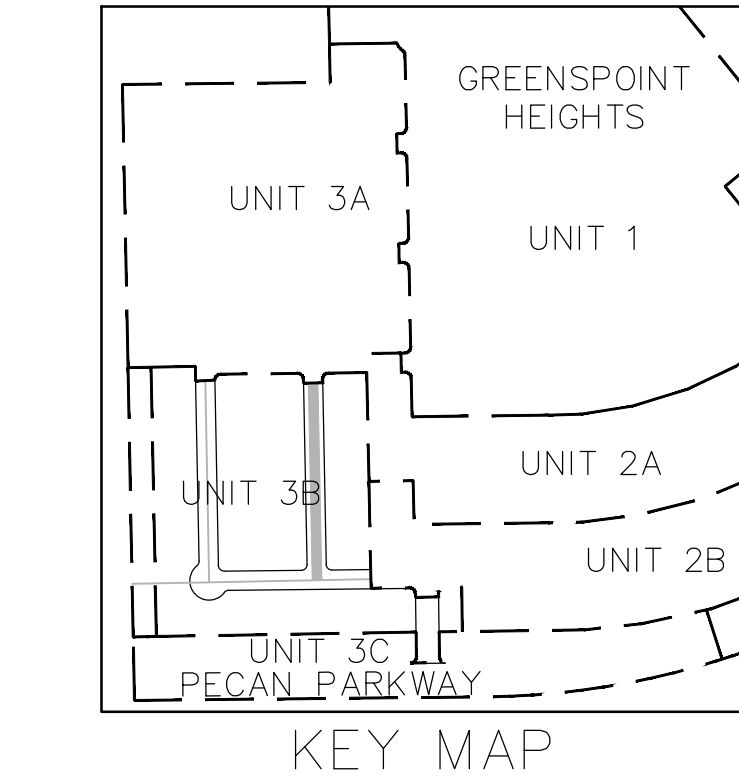 GREENSPOINT
HEIGHTS
UNIT 3A
UNIT 1
UNIT 2A
UNIT 3B
UNIT 2B
UNIT 3C
PECAN PARKWAY
KEY MAP